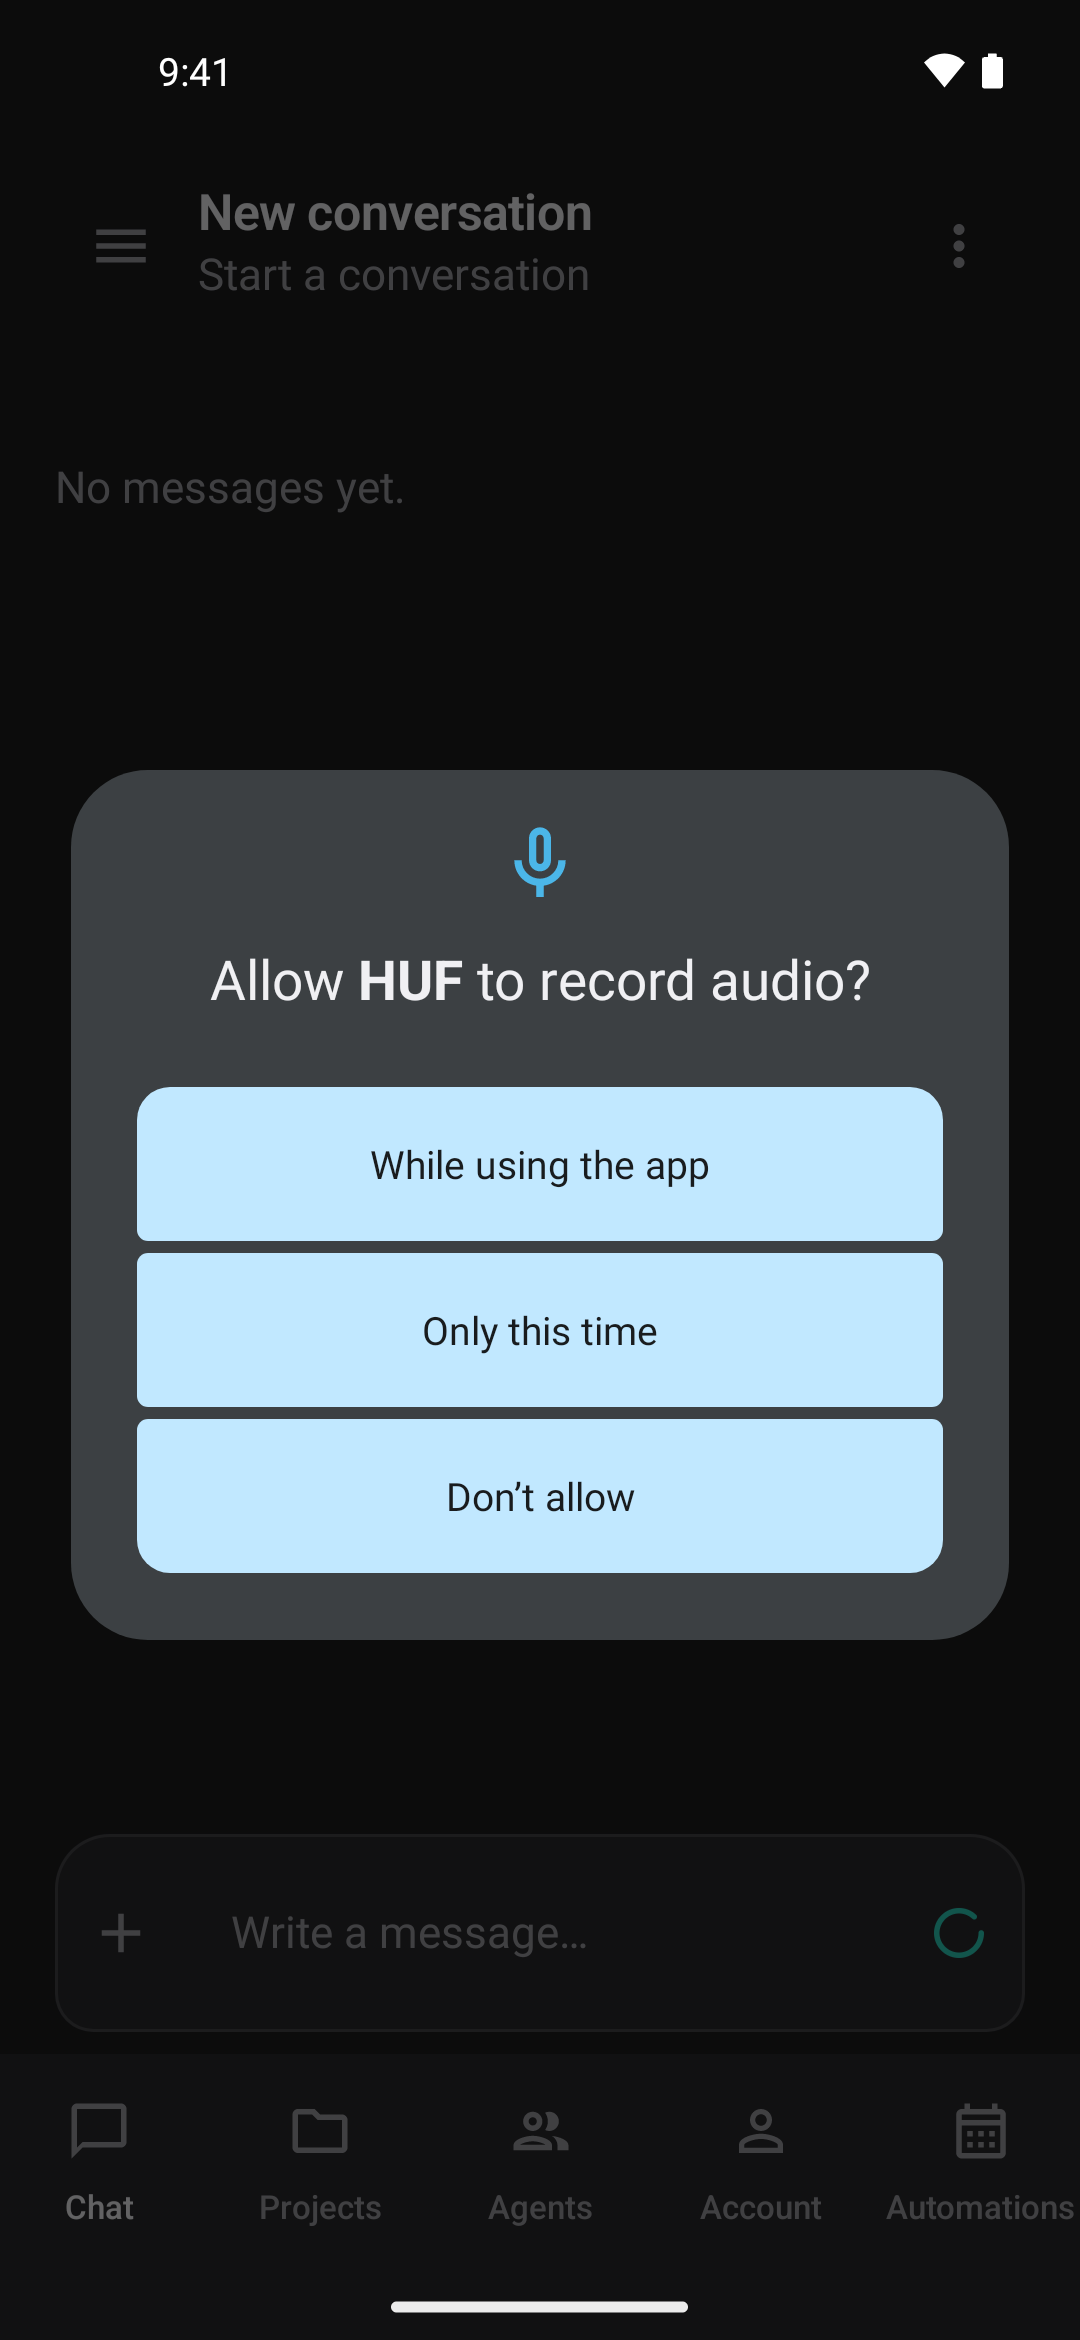 9:41
New conversation
Start a conversation
No messages yet.
Allow HUF to record audio?
While using the app
Only this time
Don’t allow
Write a message…
Chat
Projects
Agents
Account
Automations